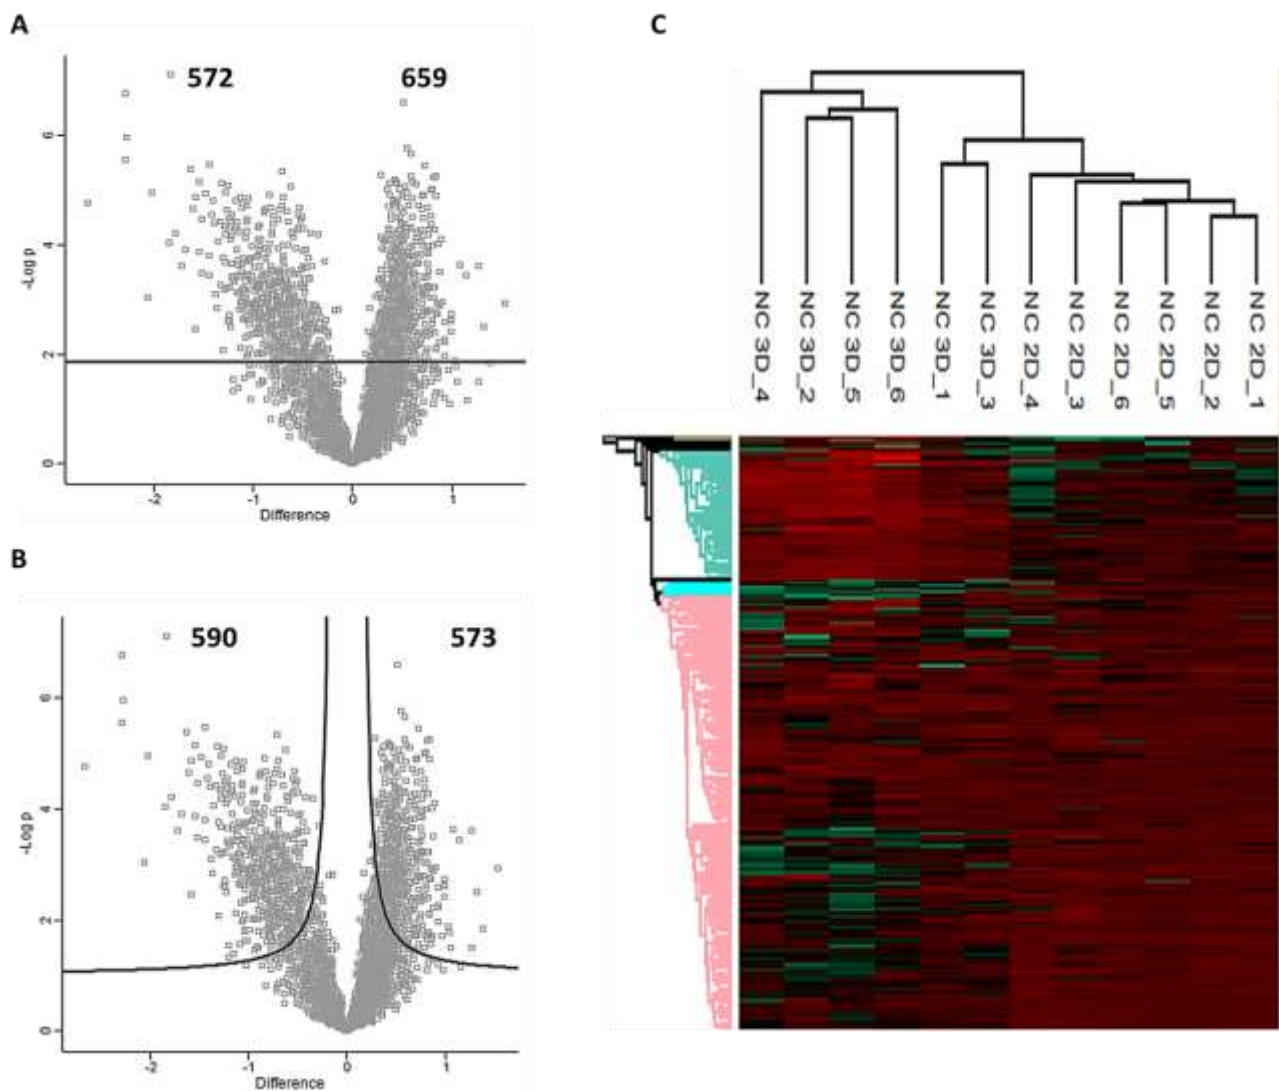 A
572
659
6
4
2
0
-Log p
-2
-1
0
1
Difference
B
590
573
6
4
2
0
-Log p
-2
-1
0
1
Difference
C
NC 3D_4
NC 3D_2
NC 3D_5
NC 3D_6
NC 3D_1
NC 3D_3
NC 2D_4
NC 2D_3
NC 2D_6
NC 2D_5
NC 2D_2
NC 2D_1